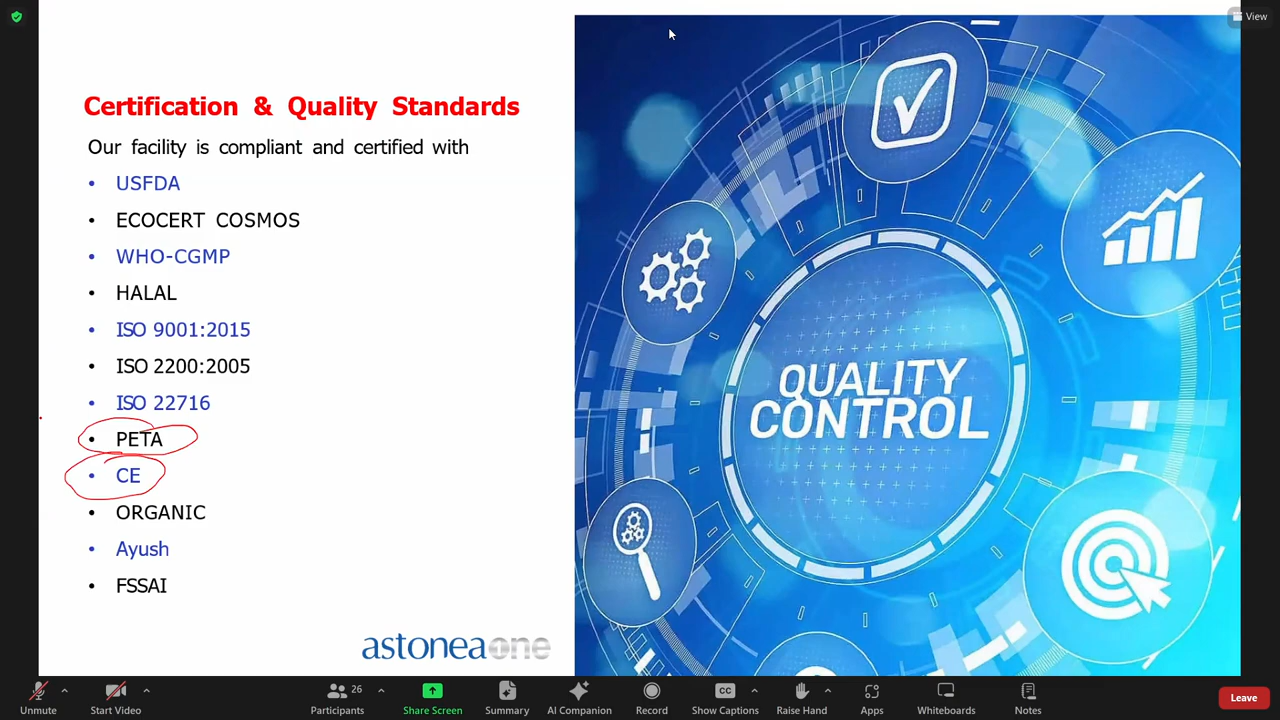 View
Certification & Quality Standards
Our facility is compliant and certified with
• USFDA
• ECOCERT COSMOS
• WHO-CGMP
• HALAL
• ISO 9001:2015
• ISO 2200:2005
• ISO 22716
• PETA
• CE
• ORGANIC
• Ayush
• FSSAI
astonea one
QUALITY
CONTROL
Unmute
Start Video
26
Participants
Share Screen
Summary
AI Companion
Record
CC
Show Captions
Raise Hand
Apps
Whiteboards
Notes
Leave